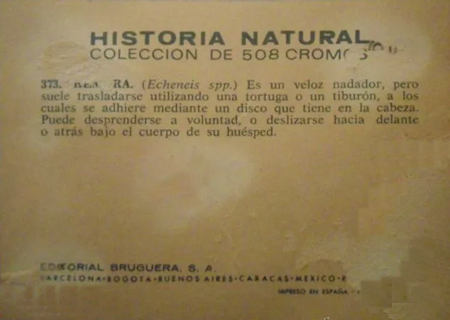 HISTORIA NATURAL
COLECCION DE 508 CROMOS
373. RÉMORA. (Echeneis spp.) Es un veloz nadador, pero
suele trasladarse utilizando una tortuga o un tiburón, a los
cuales se adhiere mediante un disco que tiene en la cabeza.
Puede desprenderse a voluntad, o deslizarse hacia delante
o atrás bajo el cuerpo de su huésped.
EDITORIAL BRUGUERA, S. A.
BARCELONA•BOGOTA•BUENOS AIRES•CARACAS•MEXICO•R
IMPRESO EN ESPAÑA